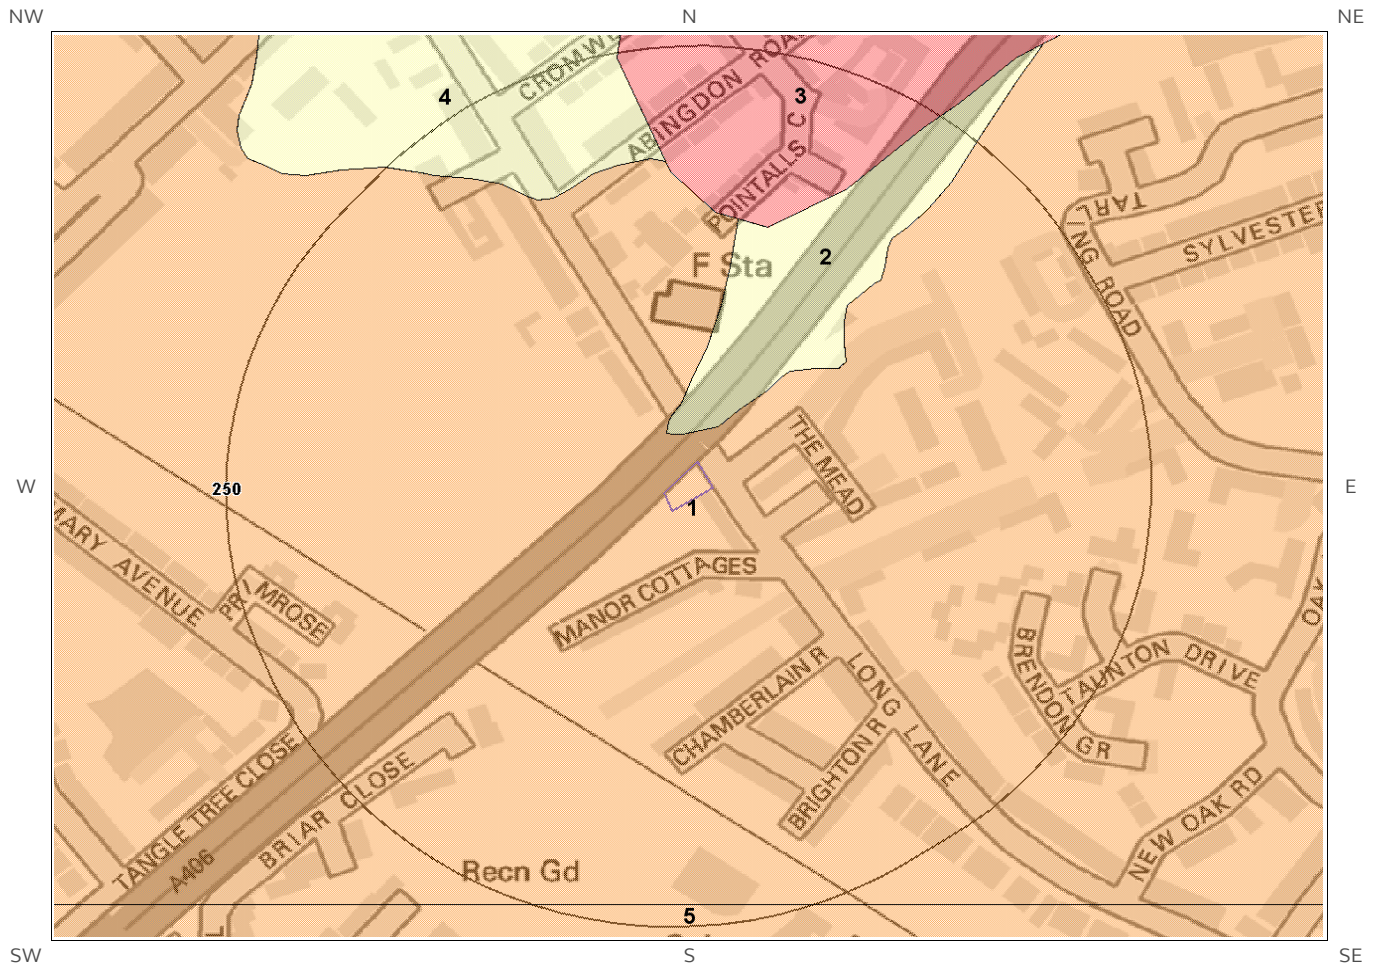 NW
N
NE
CROMW
ABINGDON ROA
4
3
POINTALLS C
TARL
ING ROAD
SYLVESTER
F Sta
2
W
E
250
THE MEAD
1
MARY AVENUE
PRIMROSE
MANOR COTTAGES
CHAMBERLAIN R
LONG LANE
BRIGHTON R
BRENDON GR
TAUNTON DRIVE
OAK
TANGLE TREE CLOSE
BRIAR CLOSE
A406
NEW OAK RD
Recn Gd
5
SW
S
SE